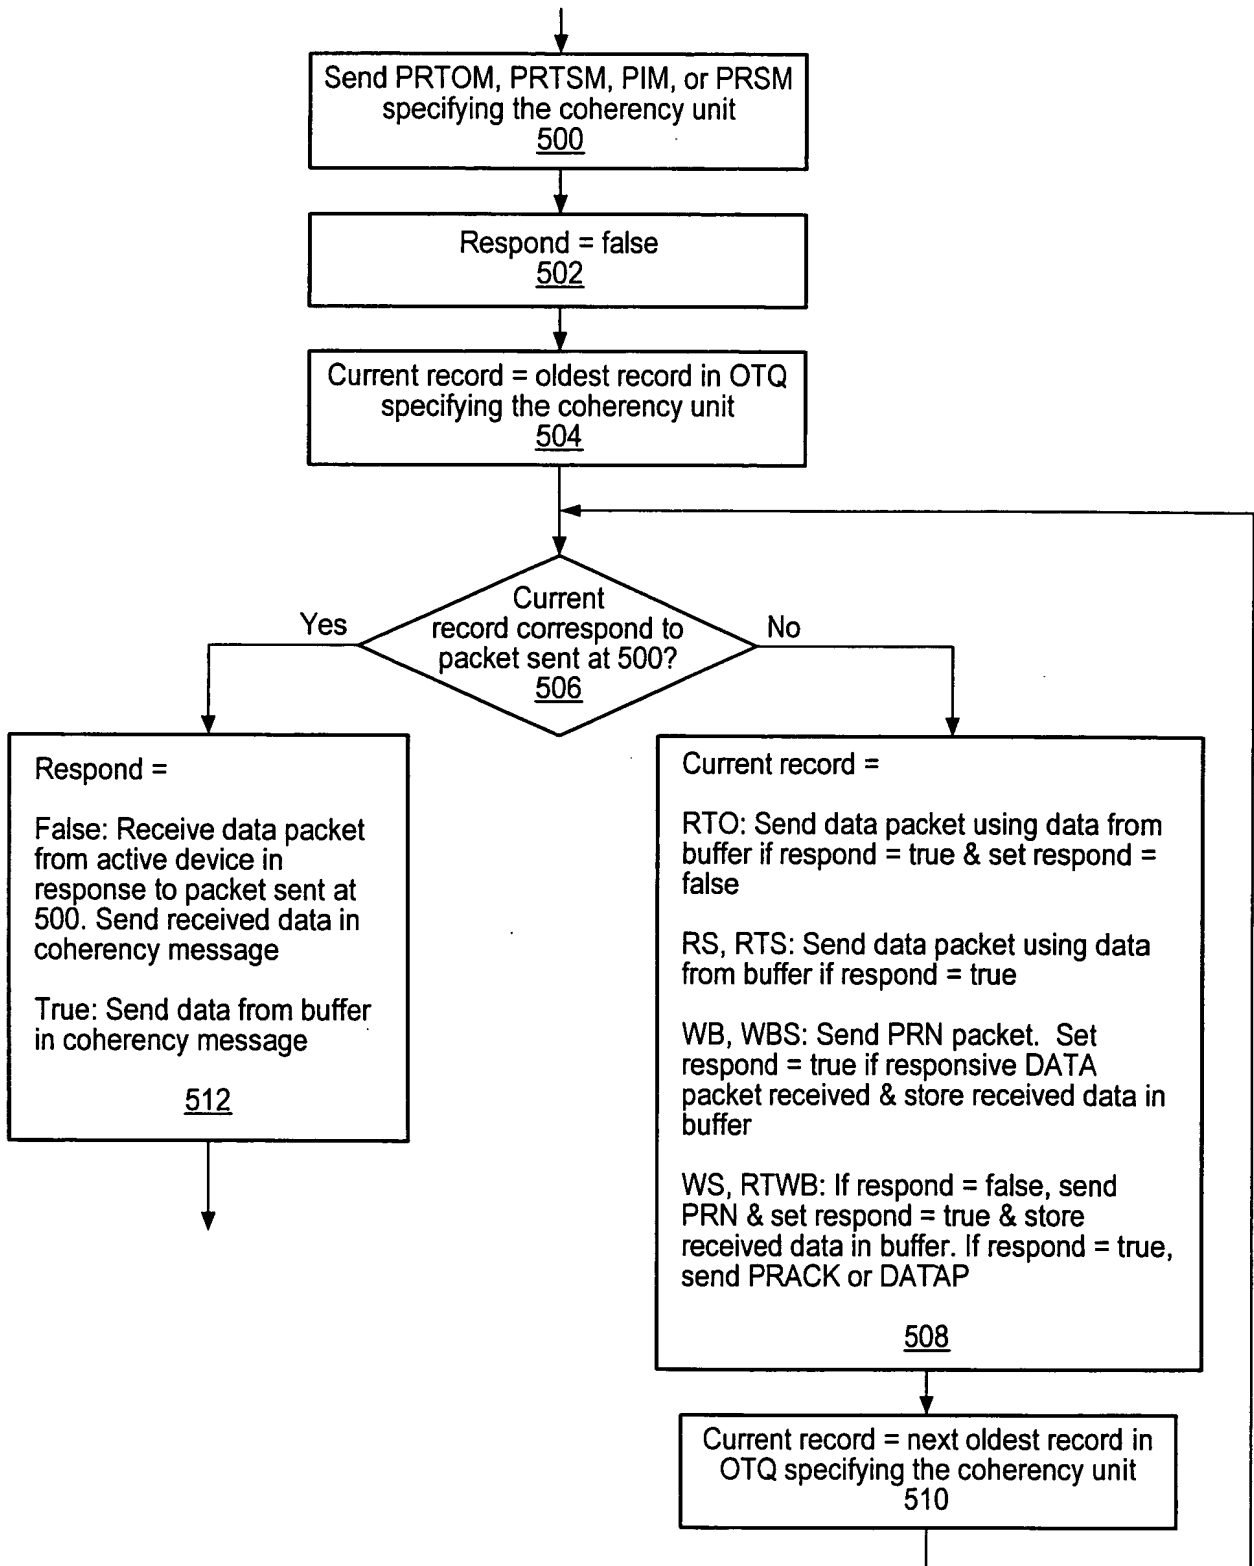 Send PRTOM, PRTSM, PIM, or PRSM
specifying the coherency unit
500
Respond = false
502
Current record = oldest record in OTQ
specifying the coherency unit
504
Current
record correspond to
packet sent at 500?
506
Yes
No
Respond =
False: Receive data packet
from active device in
response to packet sent at
500. Send received data in
coherency message
True: Send data from buffer
in coherency message
512
Current record =
RTO: Send data packet using data from
buffer if respond = true & set respond =
false
RS, RTS: Send data packet using data
from buffer if respond = true
WB, WBS: Send PRN packet. Set
respond = true if responsive DATA
packet received & store received data in
buffer
WS, RTWB: If respond = false, send
PRN & set respond = true & store
received data in buffer. If respond = true,
send PRACK or DATAP
508
Current record = next oldest record in
OTQ specifying the coherency unit
510